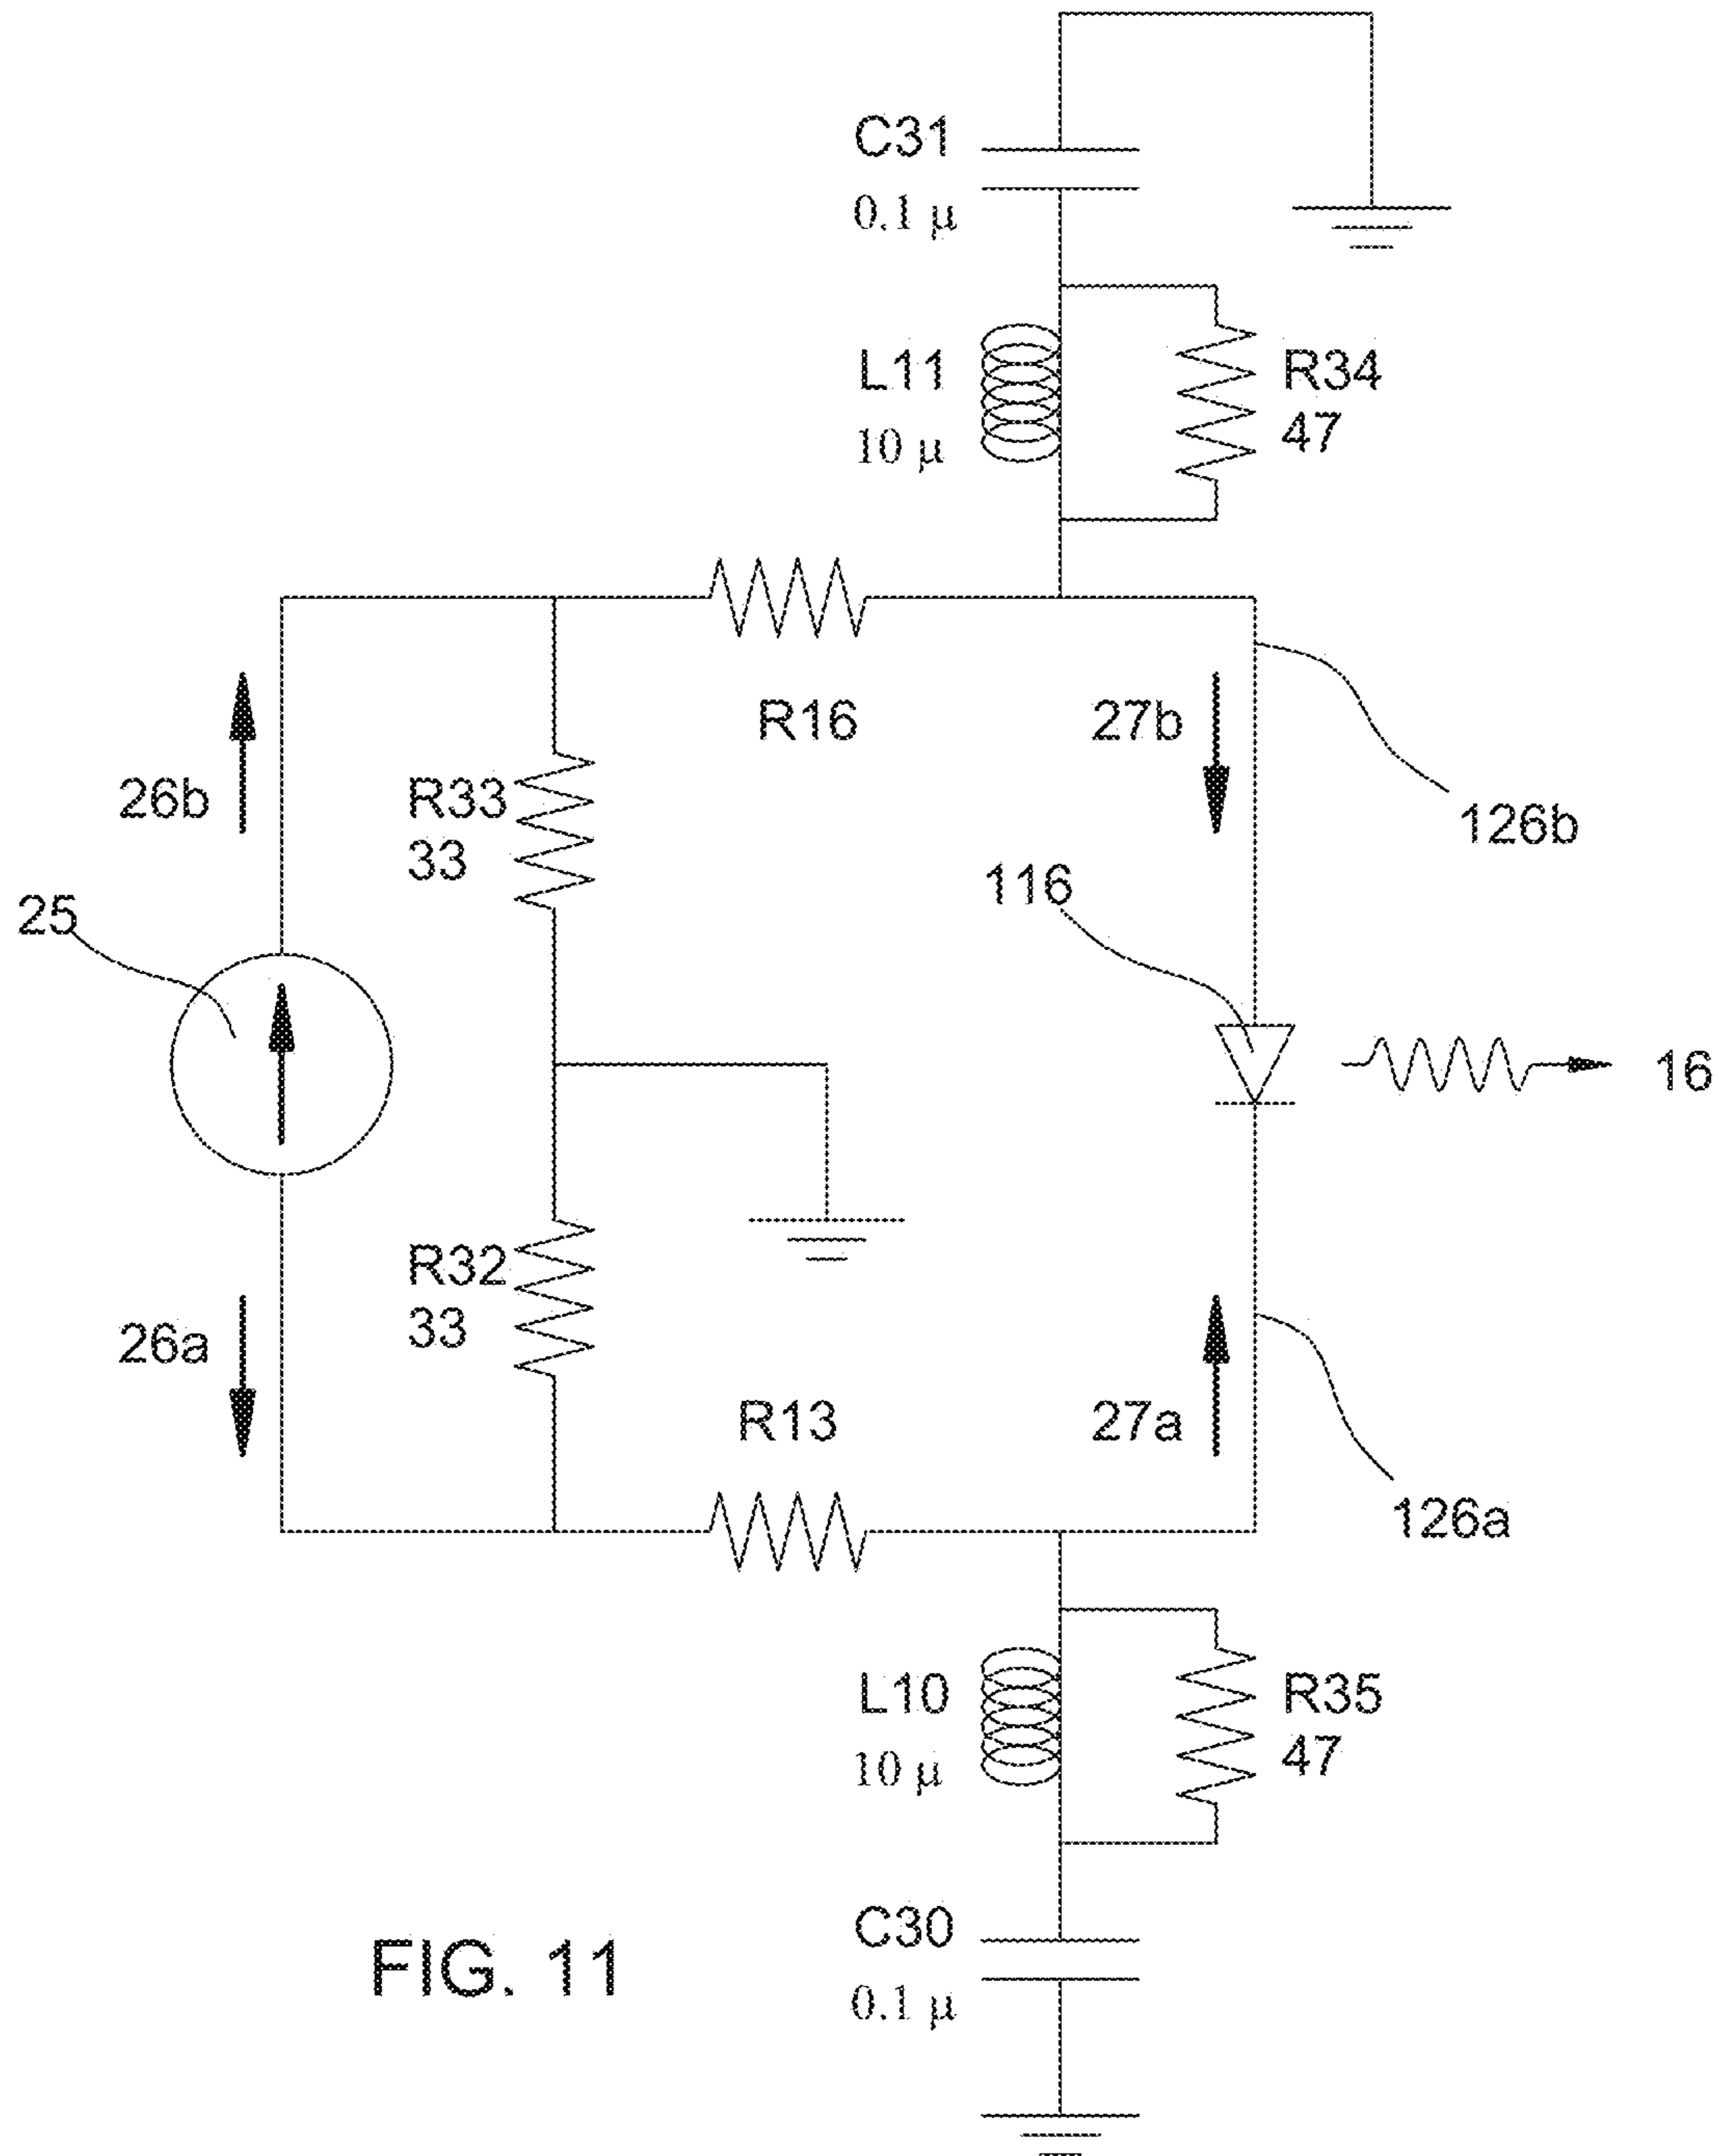 C31
0.1 μ
L11
10 μ
R34
47
R16
26b
R33
33
27b
126b
116
25
16
R32
33
26a
R13
27a
126a
L10
10 μ
R35
47
C30
0.1 μ
FIG. 11